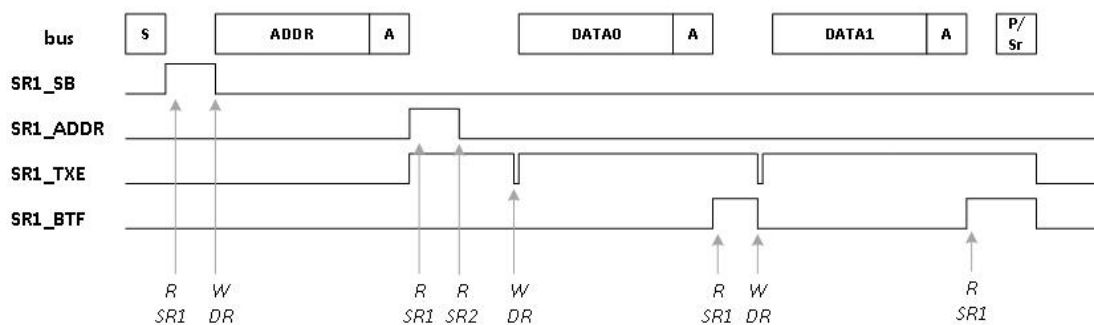 bus S ADDR A DATA0 A DATA1 A P/
Sr
SR1_SB
SR1_ADDR
SR1_TXE
SR1_BTF
R W R R W R W R
SR1 DR SR1 SR2 DR SR1 DR SR1